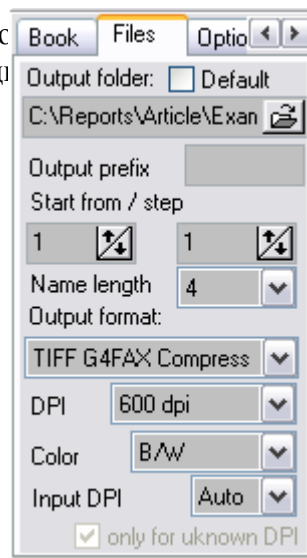 Book Files Optio
Output folder: Default
C:\Reports\Article\Exan
Output prefix
Start from / step
1 1
Name length 4
Output format:
TIFF G4FAX Compress
DPI 600 dpi
Color B/W
Input DPI Auto
only for uknown DPI